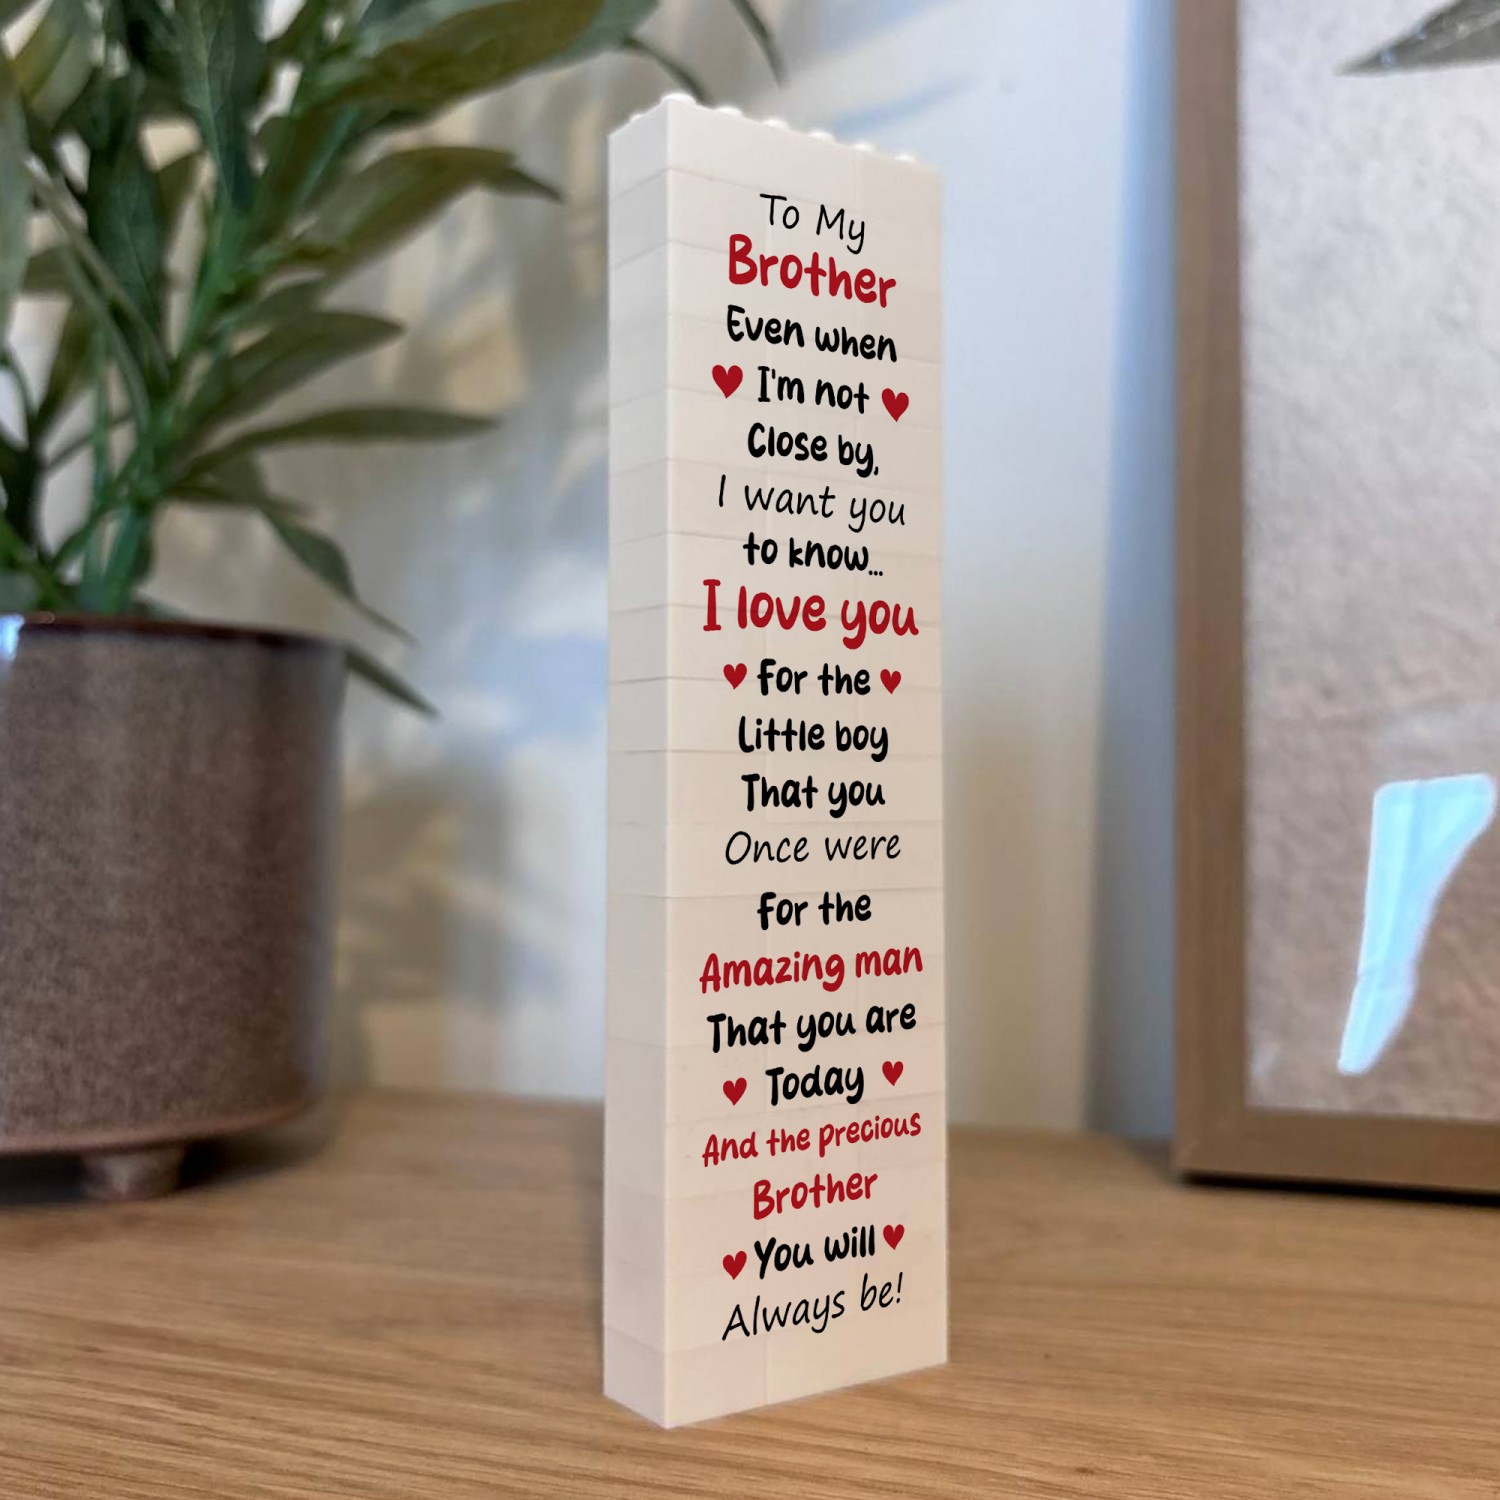 To My
Brother
Even when
I'm not
Close by,
I want you
to know...
I love you
For the
Little boy
That you
Once were
For the
Amazing man
That you are
Today
And the precious
Brother
You will
Always be!